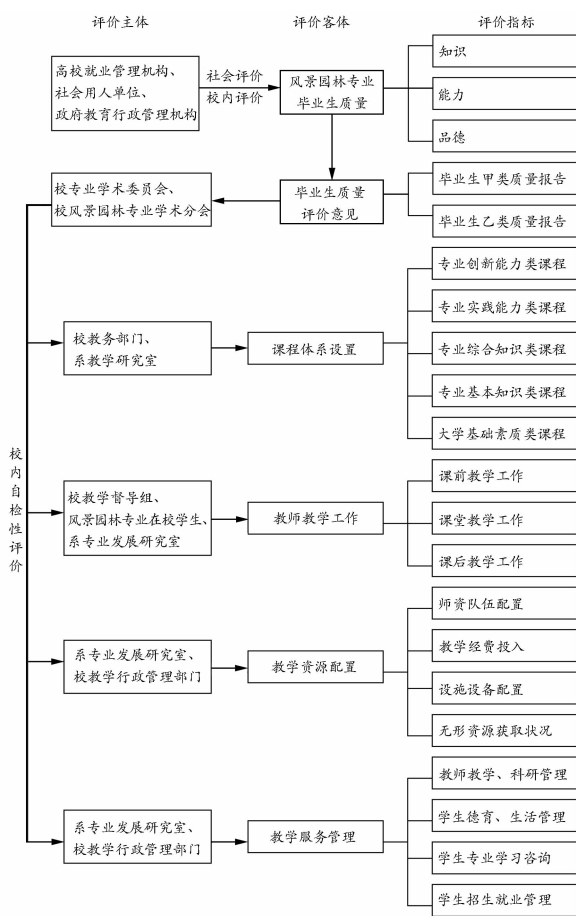 评价主体
评价客体
评价指标
高校就业管理机构、
社会用人单位、
政府教育行政管理机构
社会评价
校内评价
风景园林专业
毕业生质量
知识
能力
品德
校专业学术委员会、
校风景园林专业学术分会
毕业生质量
评价意见
毕业生甲类质量报告
毕业生乙类质量报告
校内自检性评价
校教务部门、
系教学研究室
课程体系设置
专业创新能力类课程
专业实践能力类课程
专业综合知识类课程
专业基本知识类课程
大学基础素质类课程
校教学督导组、
风景园林专业在校学生、
系专业发展研究室
教师教学工作
课前教学工作
课堂教学工作
课后教学工作
系专业发展研究室、
校教学行政管理部门
教学资源配置
师资队伍配置
教学经费投入
设施设备配置
无形资源获取状况
系专业发展研究室、
校教学行政管理部门
教学服务管理
教师教学、科研管理
学生德育、生活管理
学生专业学习咨询
学生招生就业管理